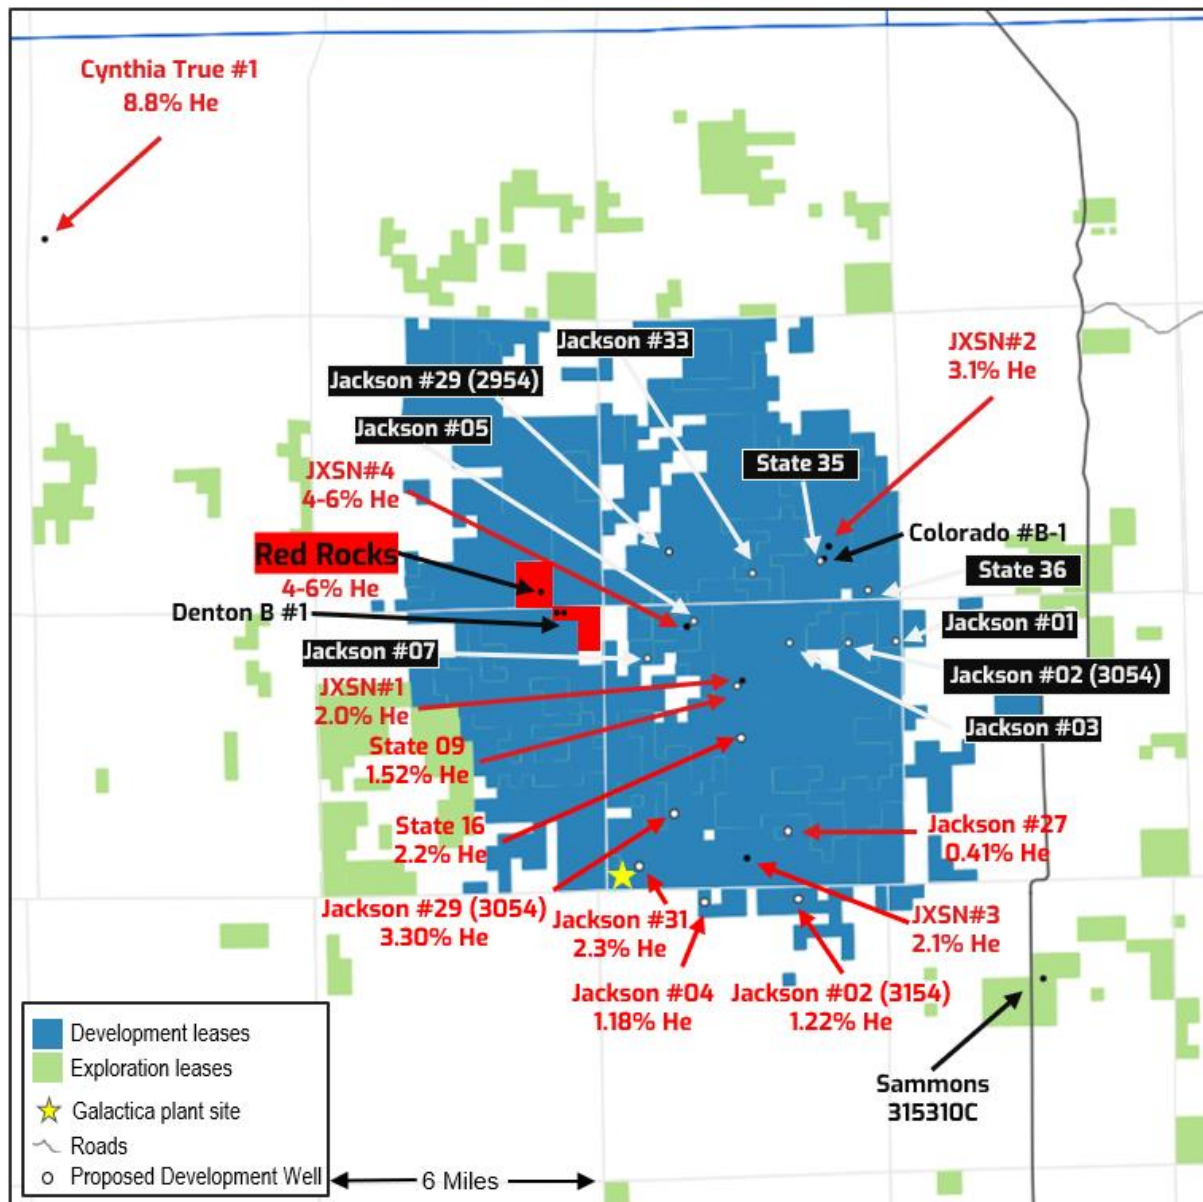 Cynthia True #1
8.8% He
Jackson #33
JXSN#2
3.1% He
Jackson #29 (2954)
Jackson #05
State 35
JXSN#4
4-6% He
Colorado #B-1
Red Rocks
4-6% He
State 36
Denton B #1
Jackson #01
Jackson #07
Jackson #02 (3054)
JXSN#1
2.0% He
Jackson #03
State 09
1.52% He
State 16
2.2% He
Jackson #27
0.41% He
Jackson #29 (3054)
3.30% He
Jackson #31
2.3% He
JXSN#3
2.1% He
Jackson #04
1.18% He
Jackson #02 (3154)
1.22% He
Sammons
315310C
Development leases
Exploration leases
Galactica plant site
Roads
Proposed Development Well
6 Miles